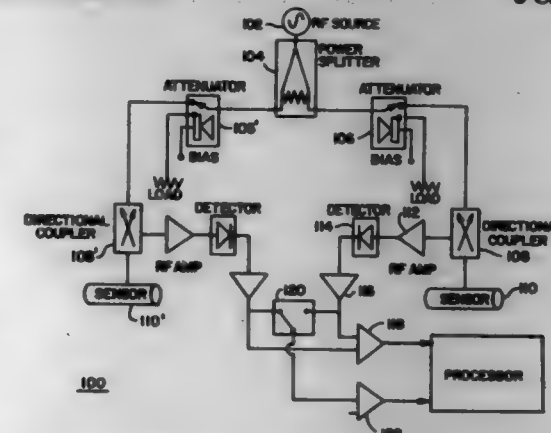 102
RF SOURCE
104
POWER
SPLITTER
ATTENUATOR
ATTENUATOR
106'
106
BIAS
BIAS
LOAD
LOAD
DETECTOR
DETECTOR
112
114
DIRECTIONAL
COUPLER
108'
DIRECTIONAL
COUPLER
108
RF AMP
RF AMP
SENSOR
110'
SENSOR
110
120
116
118
100
PROCESSOR